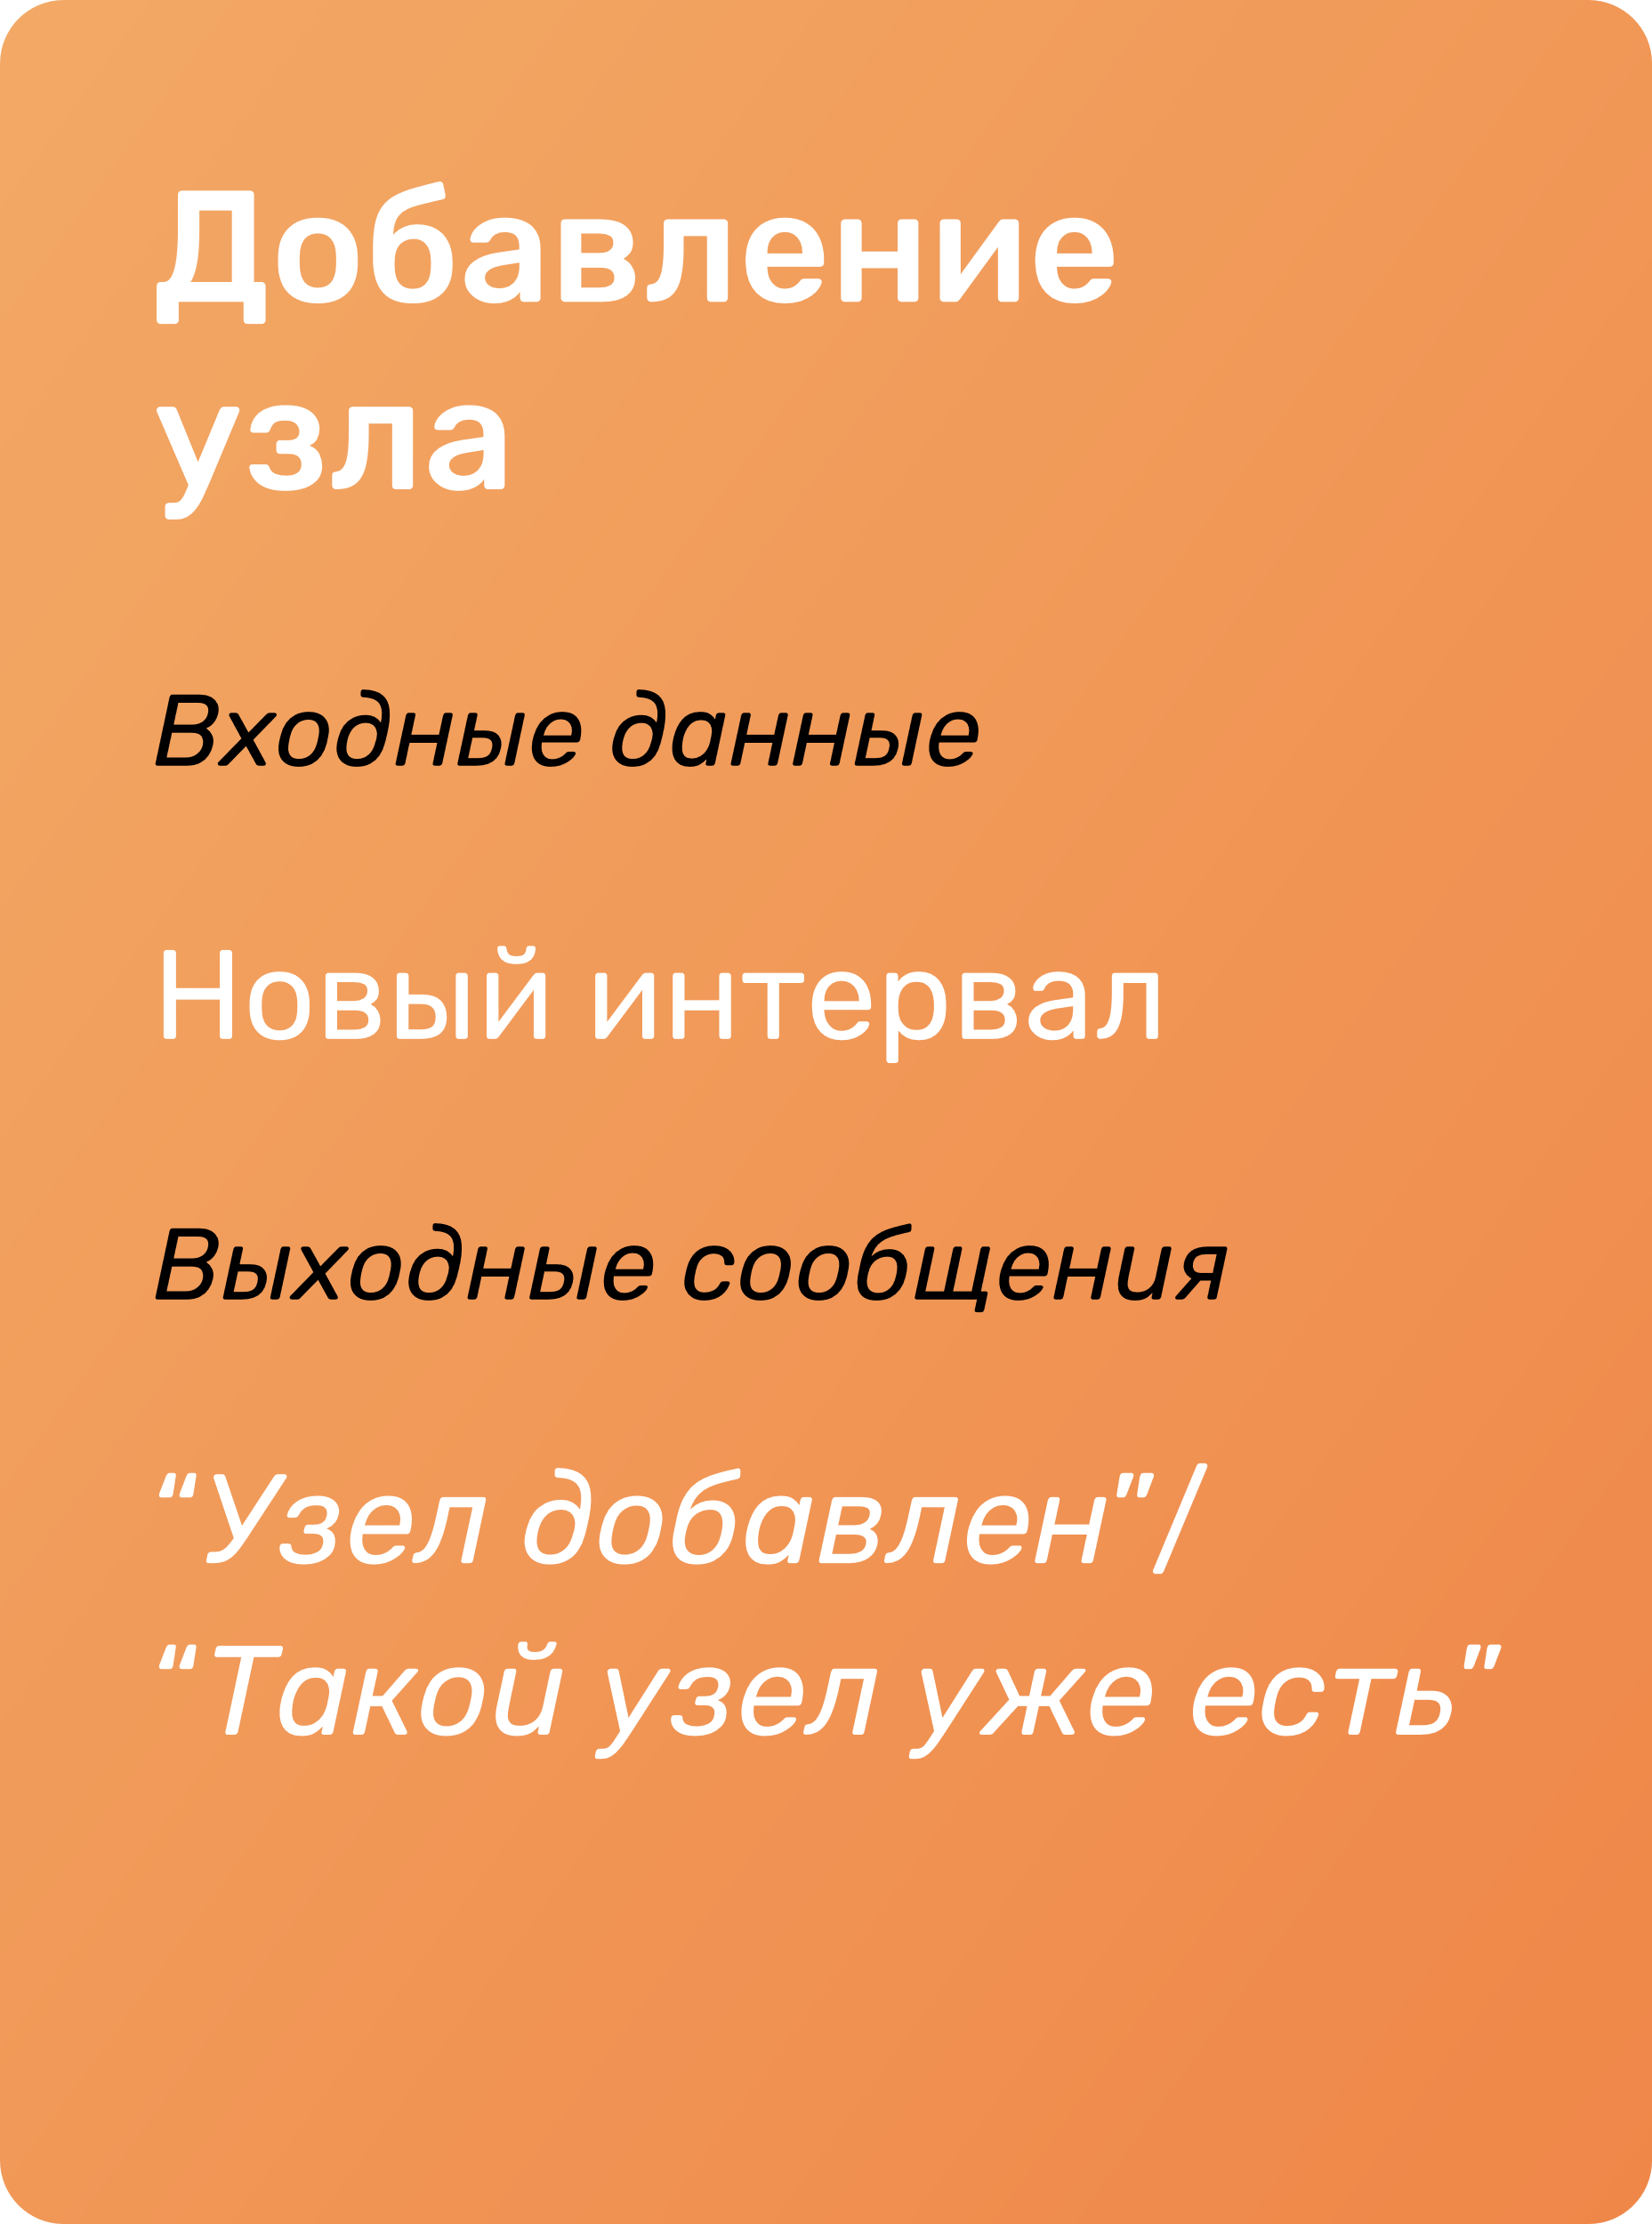 Добавление
узла
Входные данные
Новый интервал
Выходные сообщения
“Узел добавлен”/
“Такой узел уже есть”